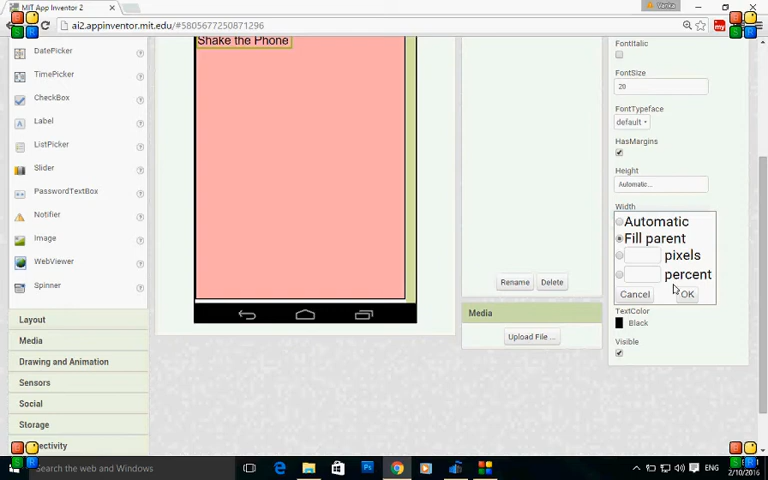 MIT App Inventor 2
Vanka
ai2.appinventor.mit.edu/#5805677250871296
my
DatePicker
TimePicker
CheckBox
Label
ListPicker
Slider
PasswordTextBox
Notifier
Image
WebViewer
Spinner
Layout
Media
Drawing and Animation
Sensors
Social
Storage
Shake the Phone
Rename
Delete
Media
Upload File ...
FontItalic
FontSize
20
FontTypeface
default
HasMargins
Height
Automatic...
Width
Automatic
Fill parent
pixels
percent
Cancel
OK
TextColor
Black
Visible
S R
Search the web and Windows
ENG
2/10/2016
S R